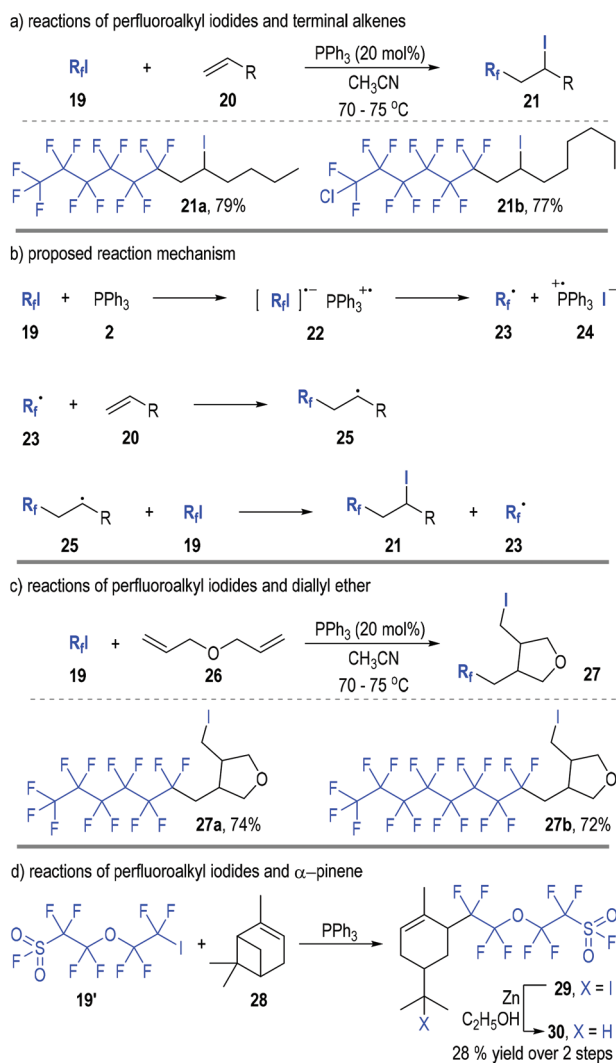 a) reactions of perfluoroalkyl iodides and terminal alkenes
RfI + R PPh3 (20 mol%) CH3CN 70 - 75 oC Rf I R
19 20 21
F F F F F F F F F F F F F I
21a, 79%
F F F F F F F F F F Cl F F I
21b, 77%
b) proposed reaction mechanism
RfI + PPh3 [ RfI ]•− PPh3+• Rf• + +•PPh3 I−
19 2 22 23 24
Rf• + R Rf • R
23 20 25
Rf • R + RfI Rf I R + Rf•
25 19 21 23
c) reactions of perfluoroalkyl iodides and diallyl ether
RfI + O PPh3 (20 mol%) CH3CN 70 - 75 oC I Rf O 27
19 26
F F F F F F F F F F F F F I O
27a, 74%
F F F F F F F F F F F F F F F I O
27b, 72%
d) reactions of perfluoroalkyl iodides and α−pinene
F S O O F F F F O F F F F I + PPh3 F F F F O F F F F S O O F X
19' 28 29, X = I
Zn
C2H5OH
30, X = H
28 % yield over 2 steps